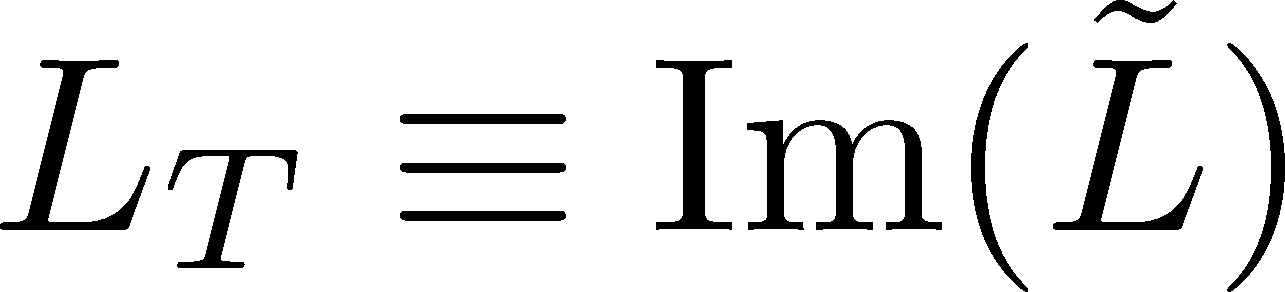 L_T ≡ Im(L̃)